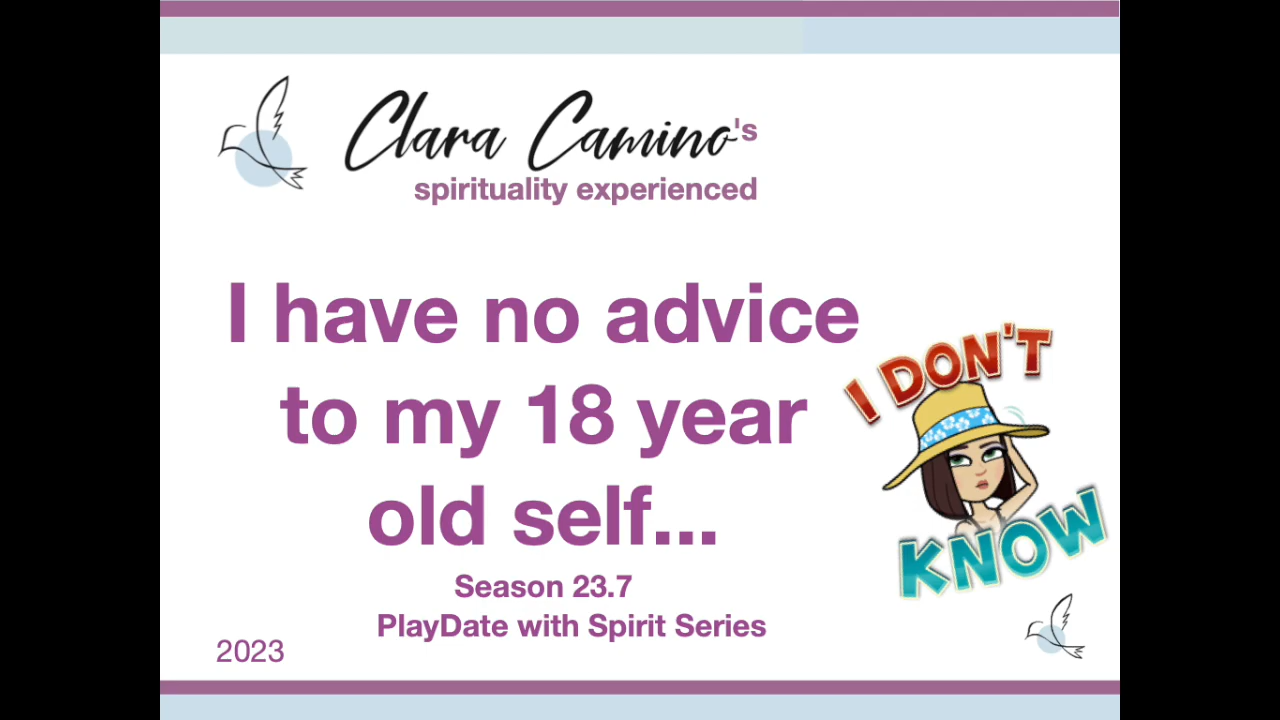 Clara Camino's
spirituality experienced
I have no advice
to my 18 year
old self...
I DON'T
KNOW
Season 23.7
PlayDate with Spirit Series
2023